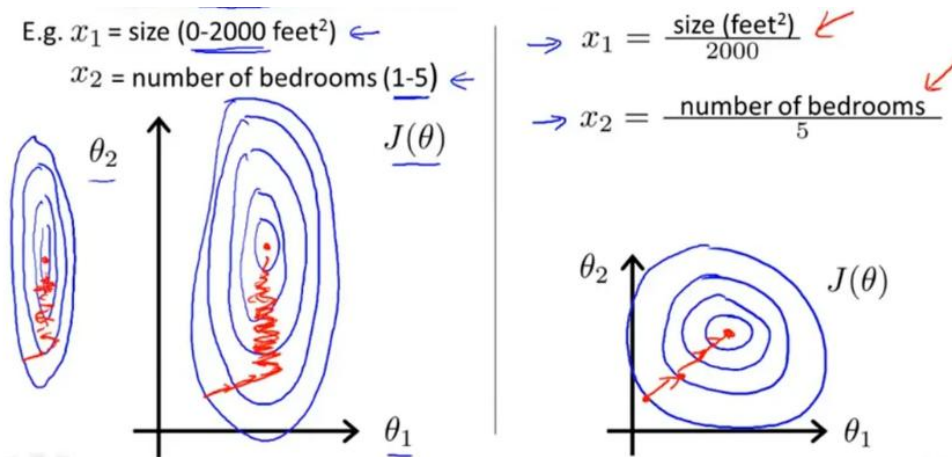 E.g. x₁ = size (0-2000 feet²) ←
x₂ = number of bedrooms (1-5) ←
θ₂
J(θ)
θ₁
→ x₁ = size (feet²) / 2000
→ x₂ = number of bedrooms / 5
θ₂
J(θ)
θ₁